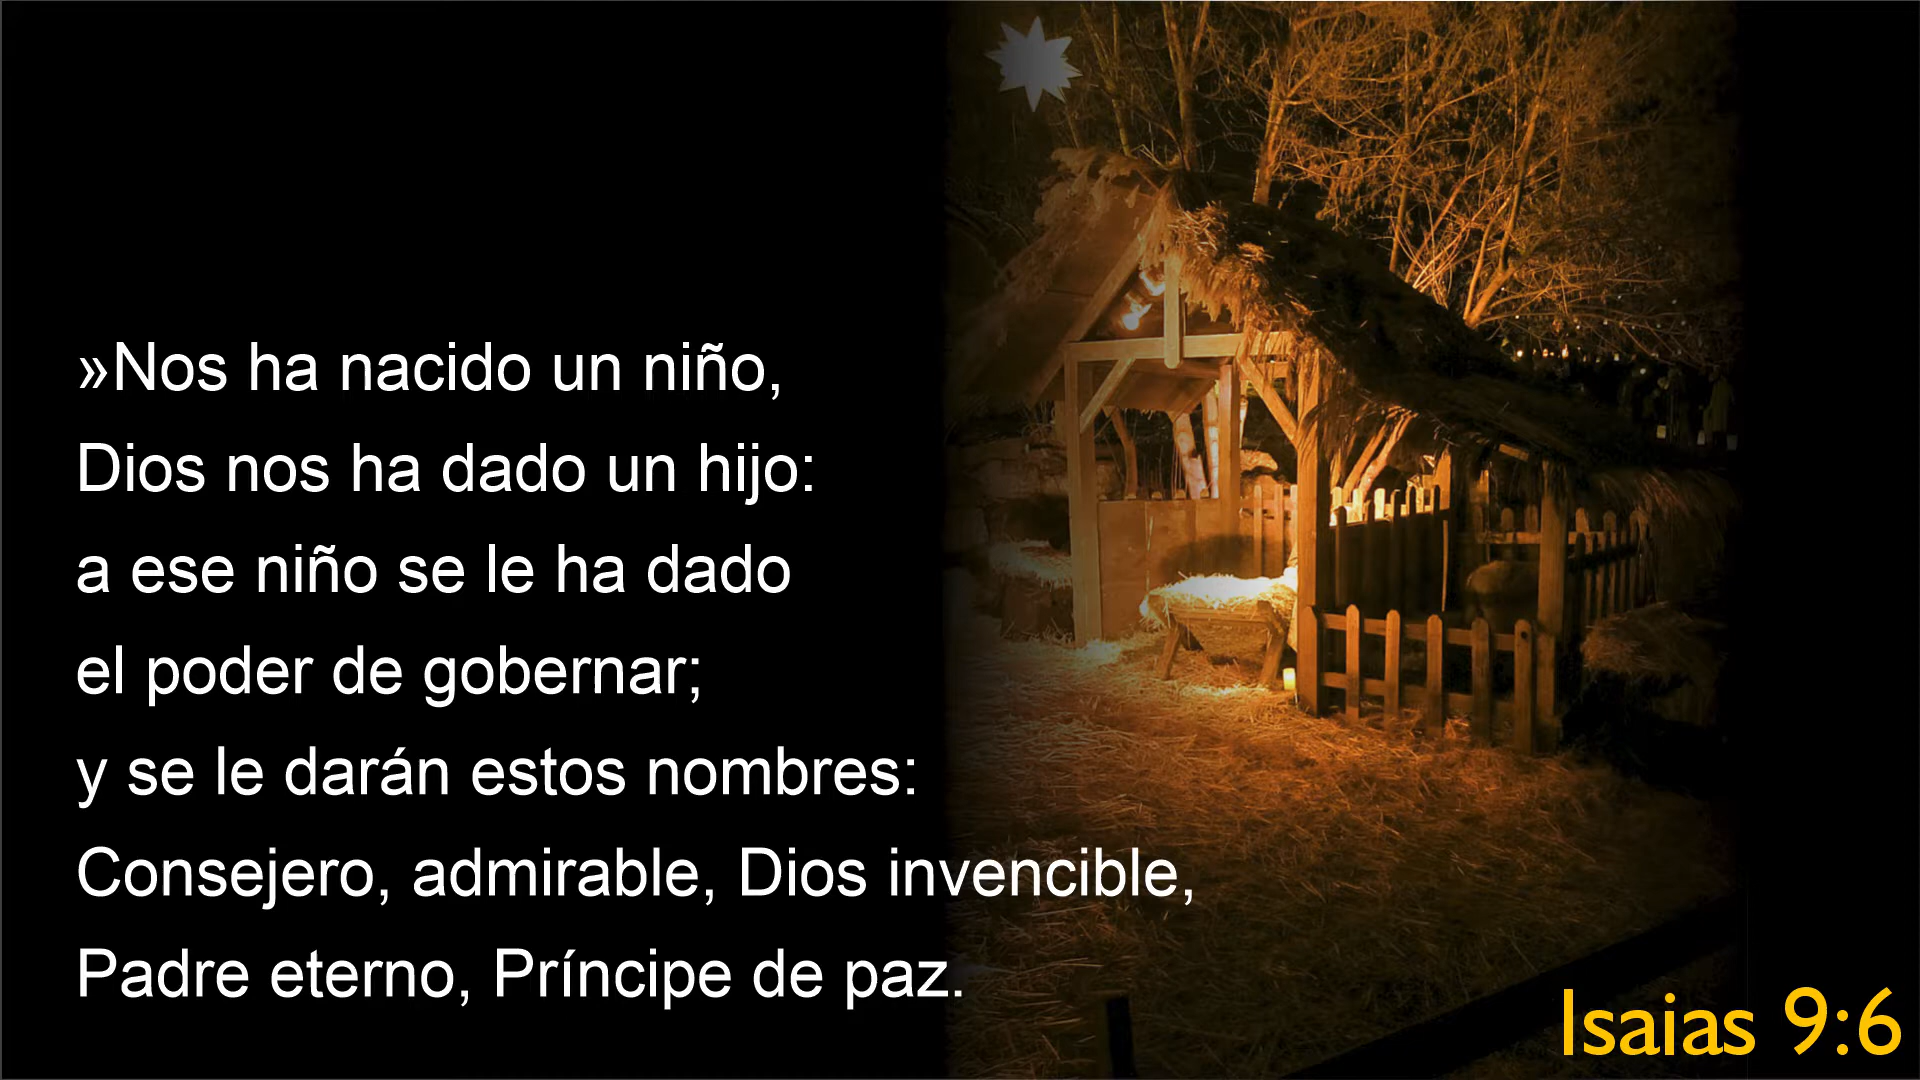 »Nos ha nacido un niño,
Dios nos ha dado un hijo:
a ese niño se le ha dado
el poder de gobernar;
y se le darán estos nombres:
Consejero, admirable, Dios invencible,
Padre eterno, Príncipe de paz.
Isaias 9:6